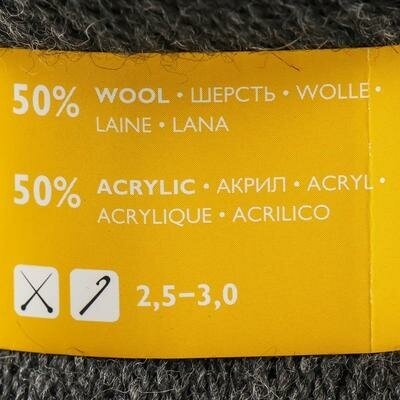 50% WOOL • ШЕРСТЬ • WOLLE •
LAINE • LANA
50% ACRYLIC • АКРИЛ • ACRYL •
ACRYLIQUE • ACRILICO
2,5–3,0